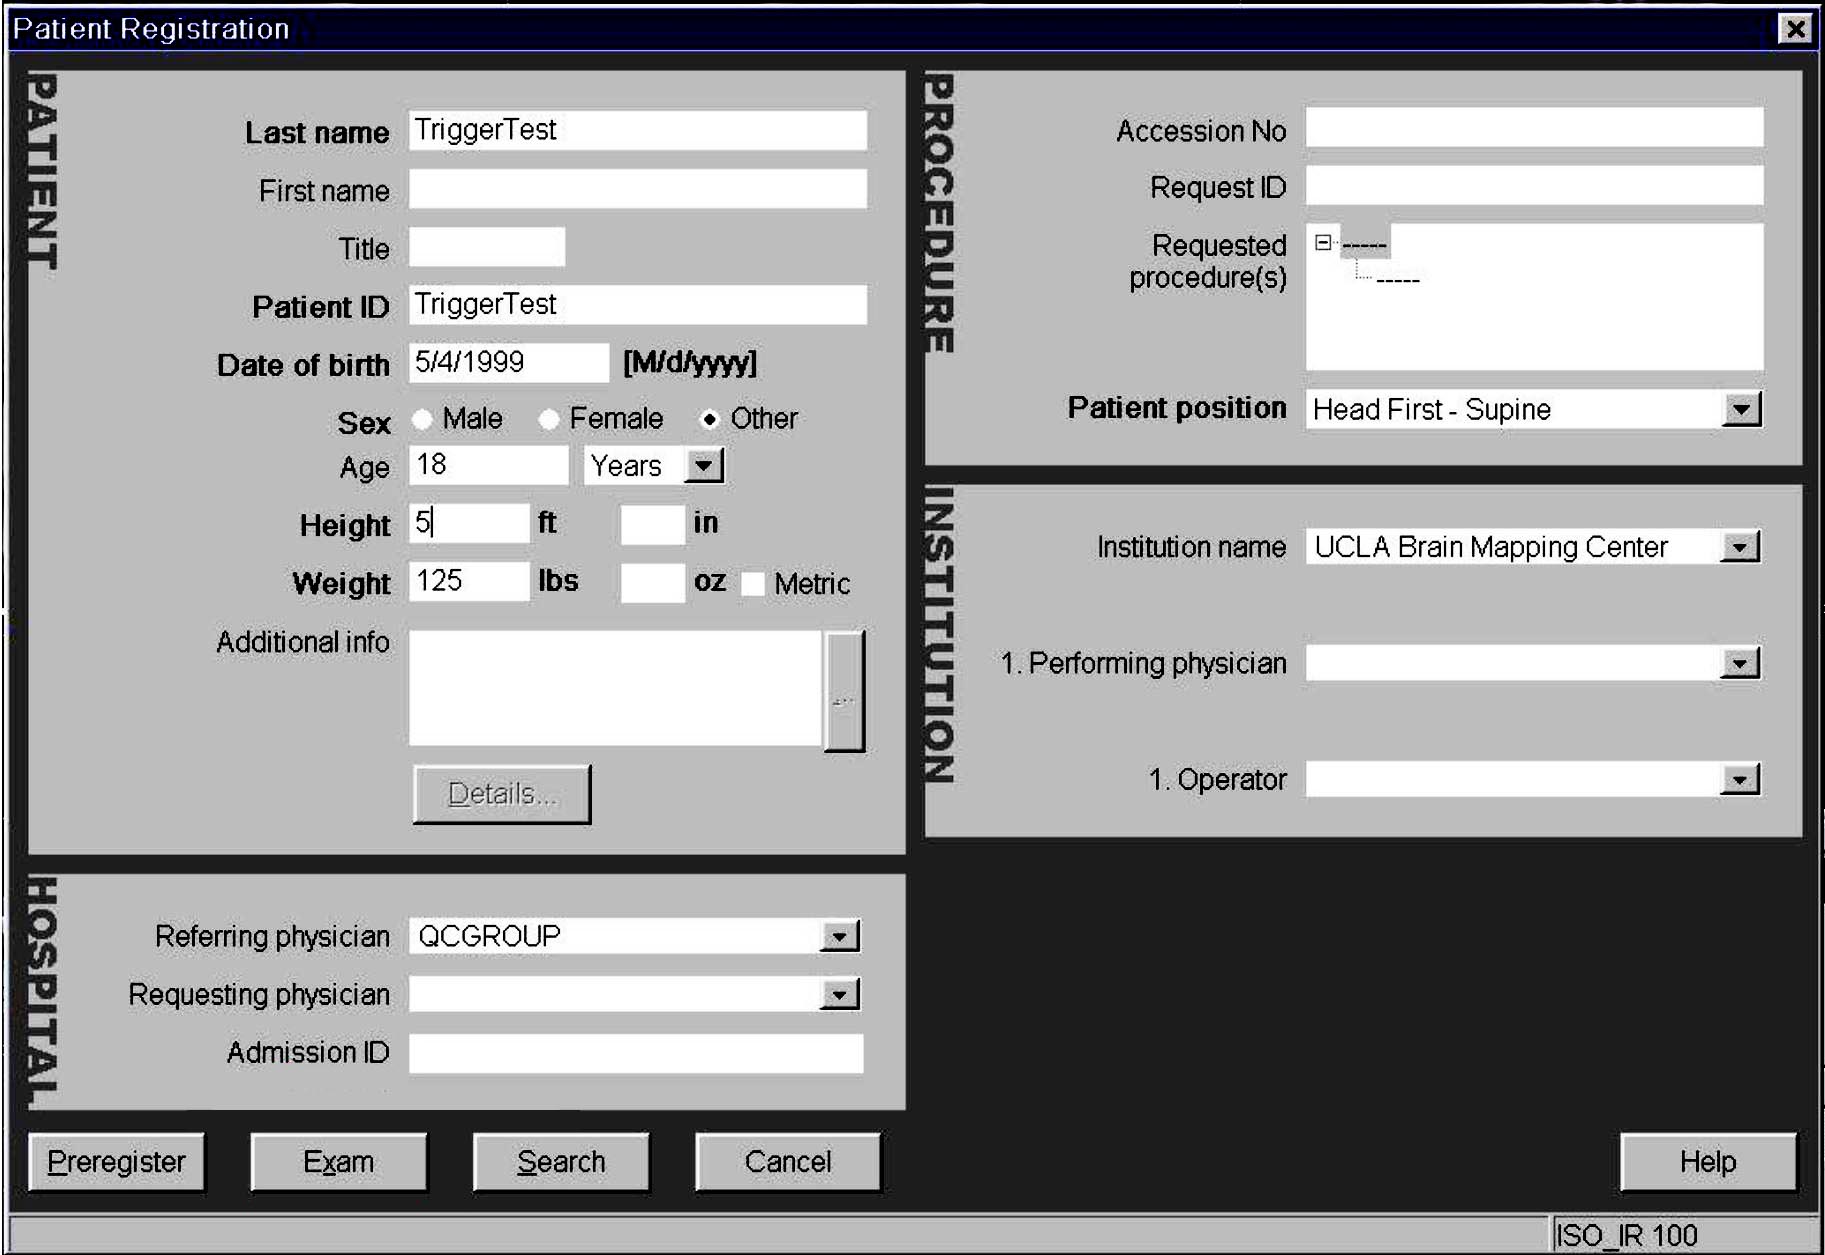 Patient Registration
PATIENT
Last name TriggerTest
First name
Title
Patient ID TriggerTest
Date of birth 5/4/1999 [M/d/yyyy]
Sex Male Female Other
Age 18 Years
Height 5 ft in
Weight 125 lbs oz Metric
Additional info
...
Details...
HOSPITAL
Referring physician QCGROUP
Requesting physician
Admission ID
PROCEDURE
Accession No
Request ID
Requested
procedure(s)
-----
-----
Patient position Head First - Supine
INSTITUTION
Institution name UCLA Brain Mapping Center
1. Performing physician
1. Operator
Preregister Exam Search Cancel Help
ISO_IR 100